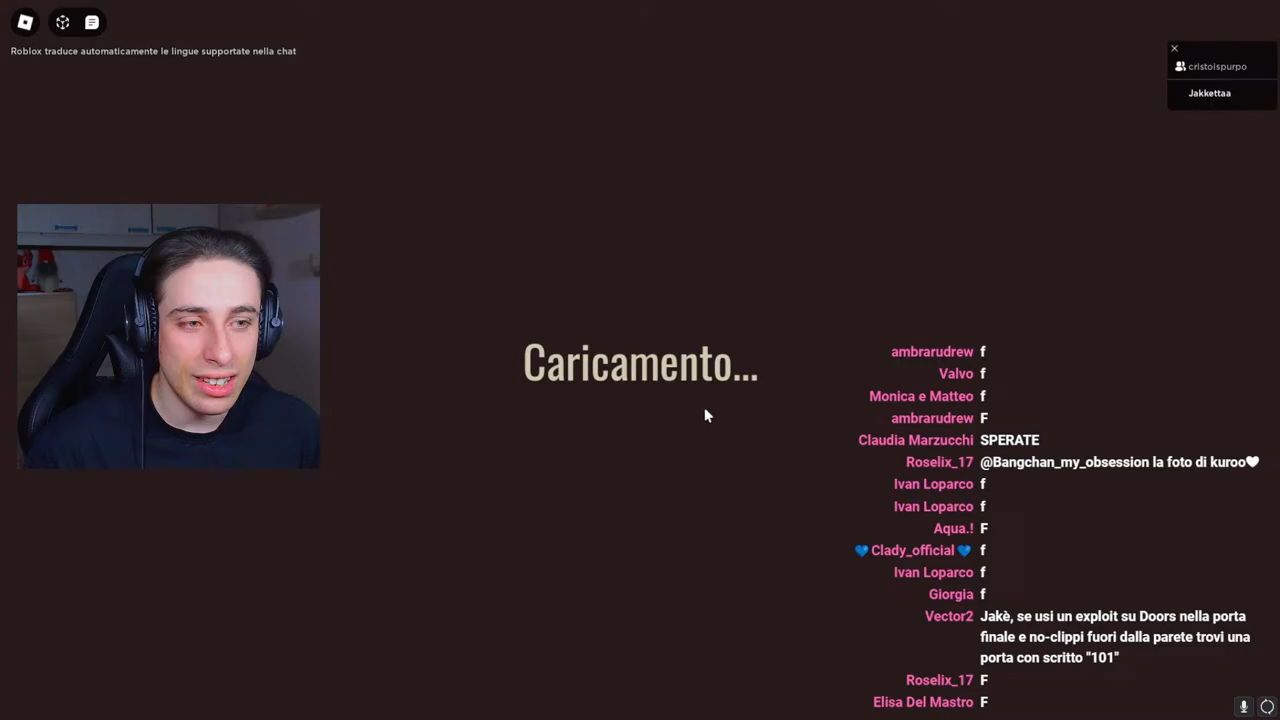 Roblox traduce automaticamente le lingue supportate nella chat
cristoispurpo
Jakkettaa
Caricamento...
ambrarudrew f
Valvo f
Monica e Matteo f
ambrarudrew F
Claudia Marzucchi SPERATE
Roselix_17 @Bangchan_my_obsession la foto di kuroo🤍
Ivan Loparco f
Ivan Loparco f
Aqua.! F
💙 Clady_official 💙 f
Ivan Loparco f
Giorgia f
Vector2 Jakè, se usi un exploit su Doors nella porta
finale e no-clippi fuori dalla parete trovi una
porta con scritto "101"
Roselix_17 F
Elisa Del Mastro F